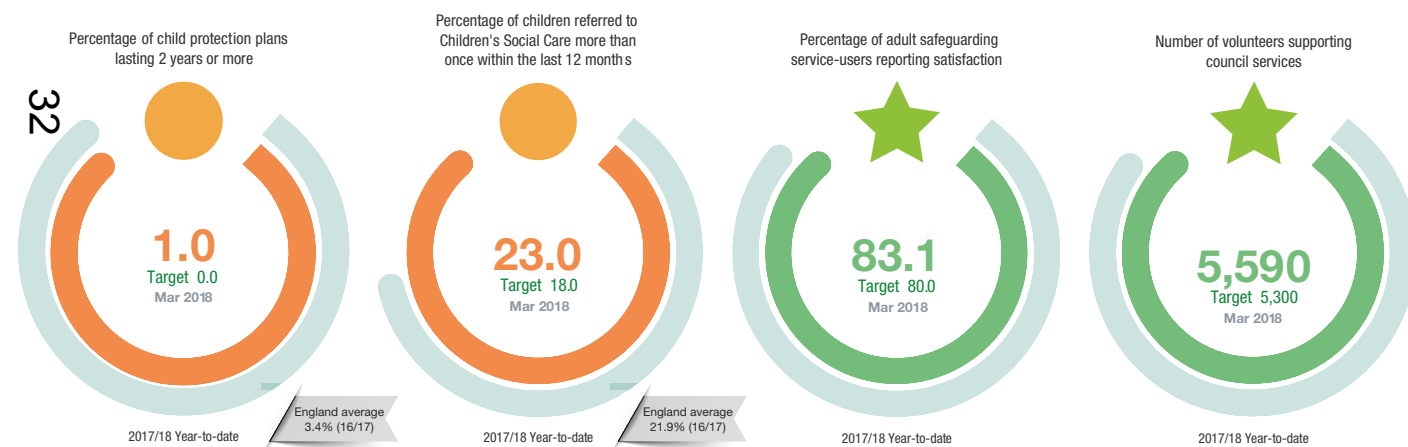 32
Percentage of child protection plans
lasting 2 years or more
1.0
Target 0.0
Mar 2018
England average
3.4% (16/17)
2017/18 Year-to-date
Percentage of children referred to
Children's Social Care more than
once within the last 12 months
23.0
Target 18.0
Mar 2018
England average
21.9% (16/17)
2017/18 Year-to-date
Percentage of adult safeguarding
service-users reporting satisfaction
83.1
Target 80.0
Mar 2018
2017/18 Year-to-date
Number of volunteers supporting
council services
5,590
Target 5,300
Mar 2018
2017/18 Year-to-date